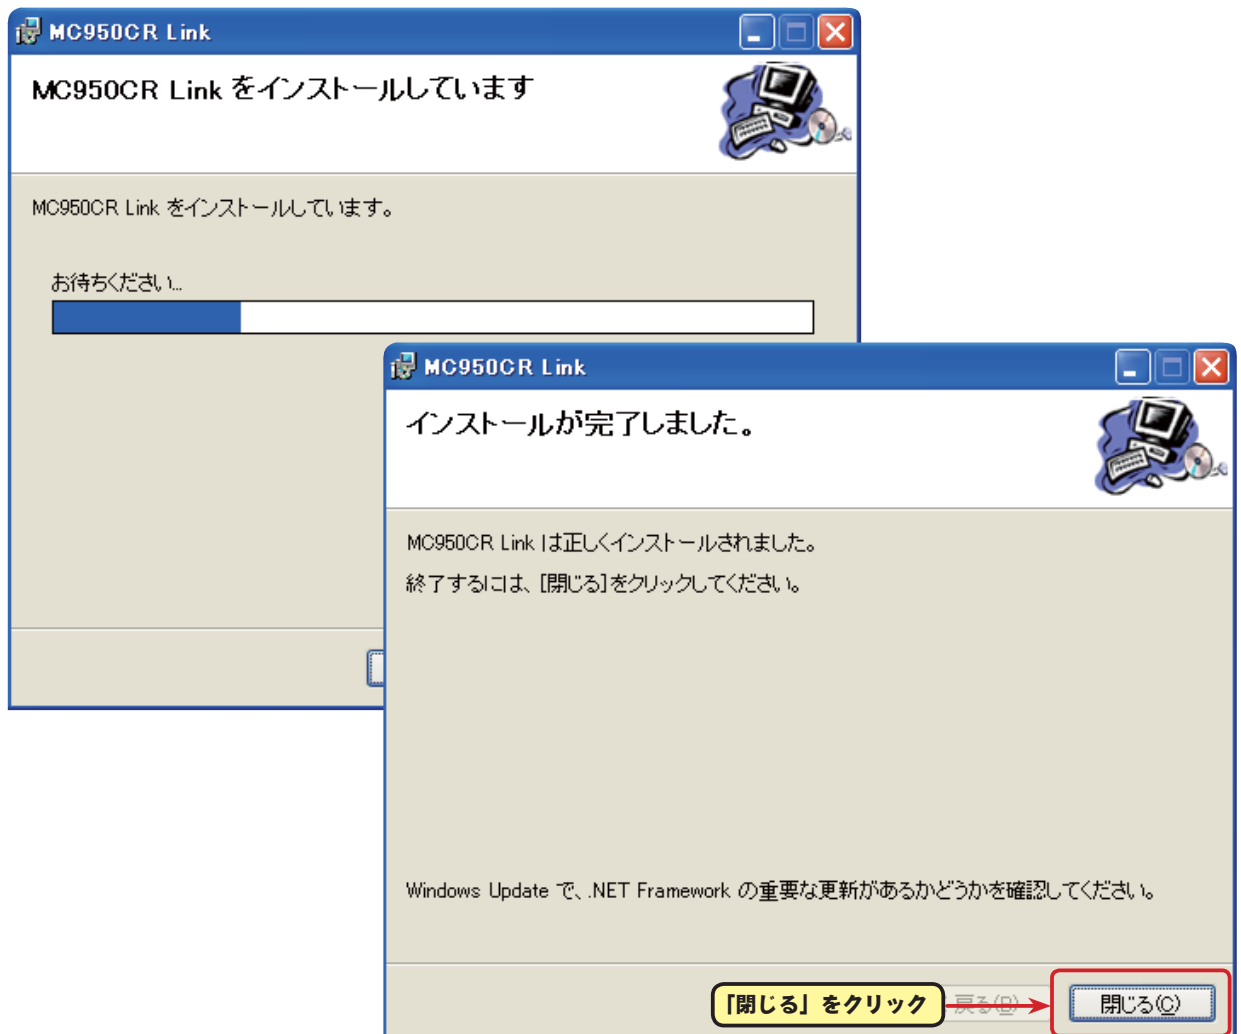 MC950CR Link
MC950CR Link をインストールしています
MC950CR Link をインストールしています。
お待ちください...
MC950CR Link
インストールが完了しました。
MC950CR Link は正しくインストールされました。
終了するには、[閉じる]をクリックしてください。
Windows Update で、.NET Framework の重要な更新があるかどうかを確認してください。
「閉じる」をクリック
戻る(B)
閉じる(C)